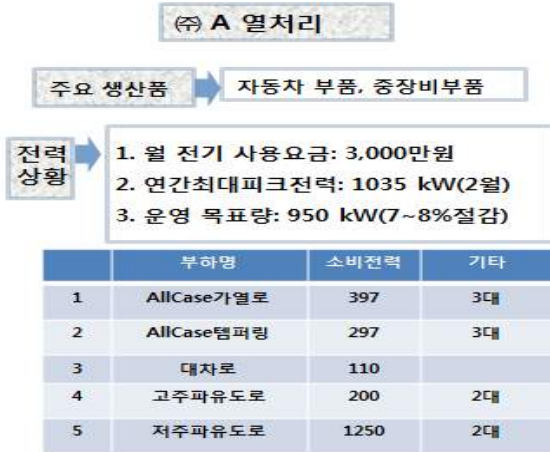 ㈜ A 열처리
주요 생산품
자동차 부품, 중장비부품
전력
상황
1. 월 전기 사용요금: 3,000만원
2. 연간최대피크전력: 1035 kW(2월)
3. 운영 목표량: 950 kW(7~8%절감)
부하명 소비전력 기타
1 AllCase가열로 397 3대
2 AllCase템퍼링 297 3대
3 대차로 110
4 고주파유도로 200 2대
5 저주파유도로 1250 2대